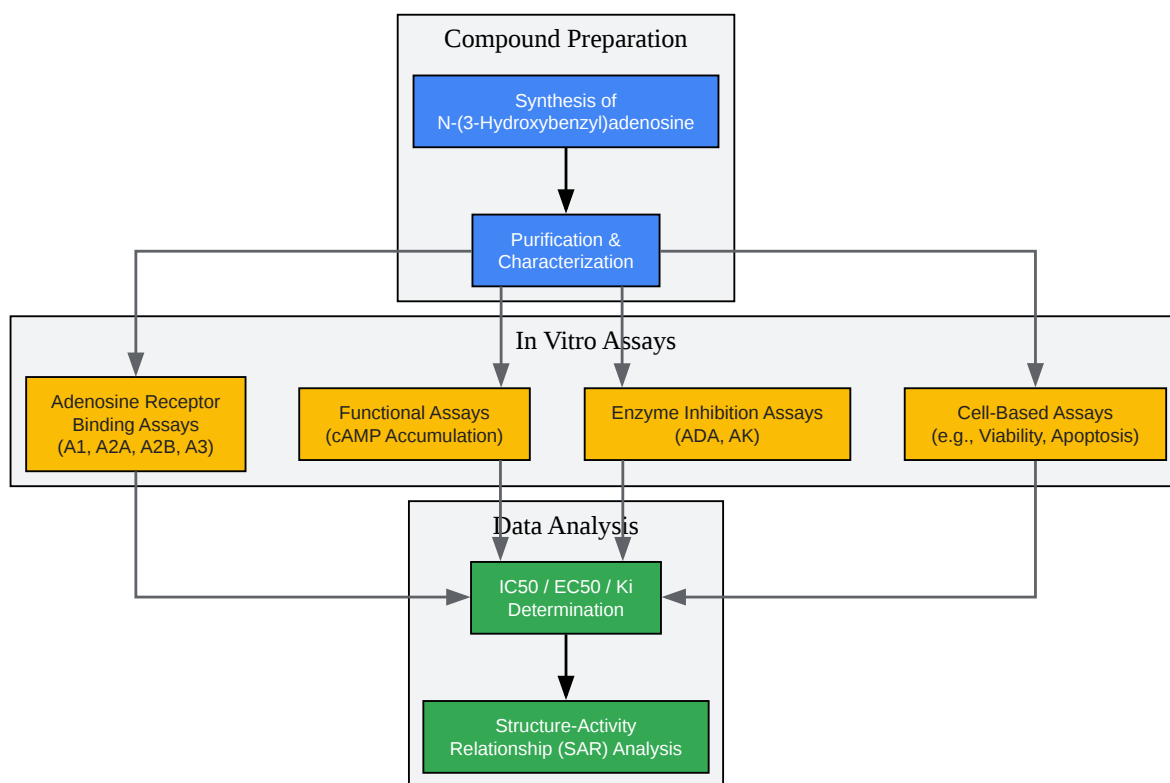 Compound Preparation
Synthesis of
N-(3-Hydroxybenzyl)adenosine
Purification &
Characterization
In Vitro Assays
Adenosine Receptor
Binding Assays
(A1, A2A, A2B, A3)
Functional Assays
(cAMP Accumulation)
Enzyme Inhibition Assays
(ADA, AK)
Cell-Based Assays
(e.g., Viability, Apoptosis)
Data Analysis
IC50 / EC50 / Ki
Determination
Structure-Activity
Relationship (SAR) Analysis